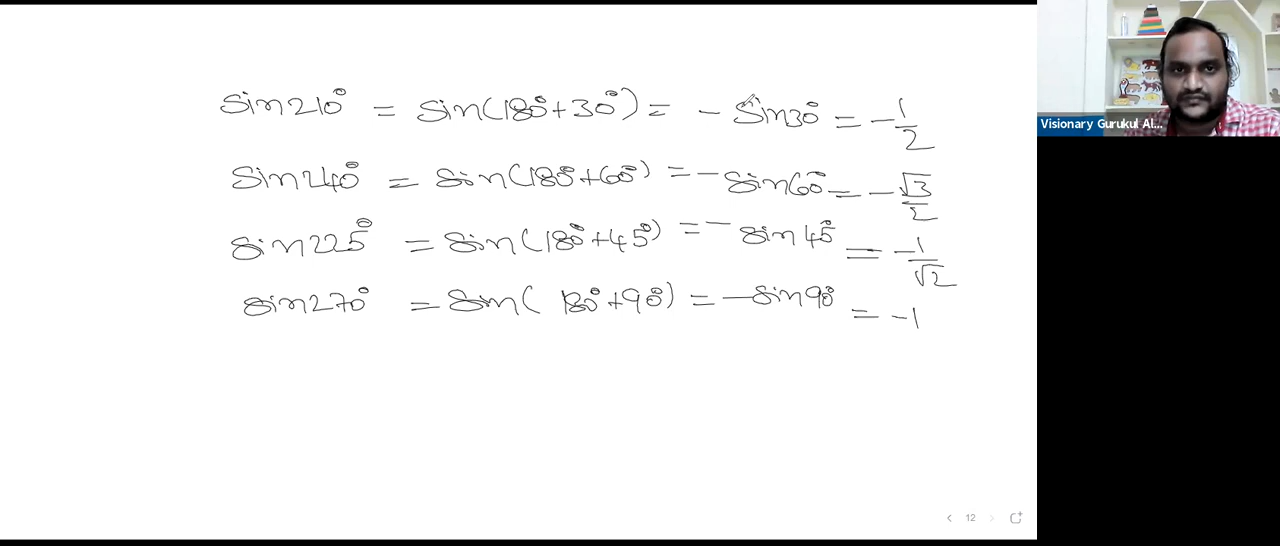 sin210° = sin(180°+30°) = - sin30° = - 1/2
sin240° = sin(180°+60°) = - sin60° = - √3/2
sin225° = sin(180°+45°) = - sin45° = - 1/√2
sin270° = sin( 180°+90°) = - sin90° = -1
Visionary Gurukul Al...
12